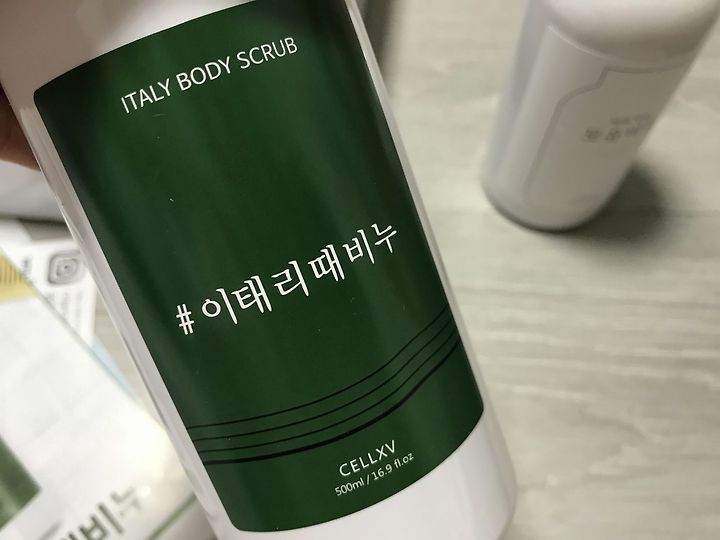 ITALY BODY SCRUB
#이태리때비누
CELLXV
500ml / 16.9 fl.oz